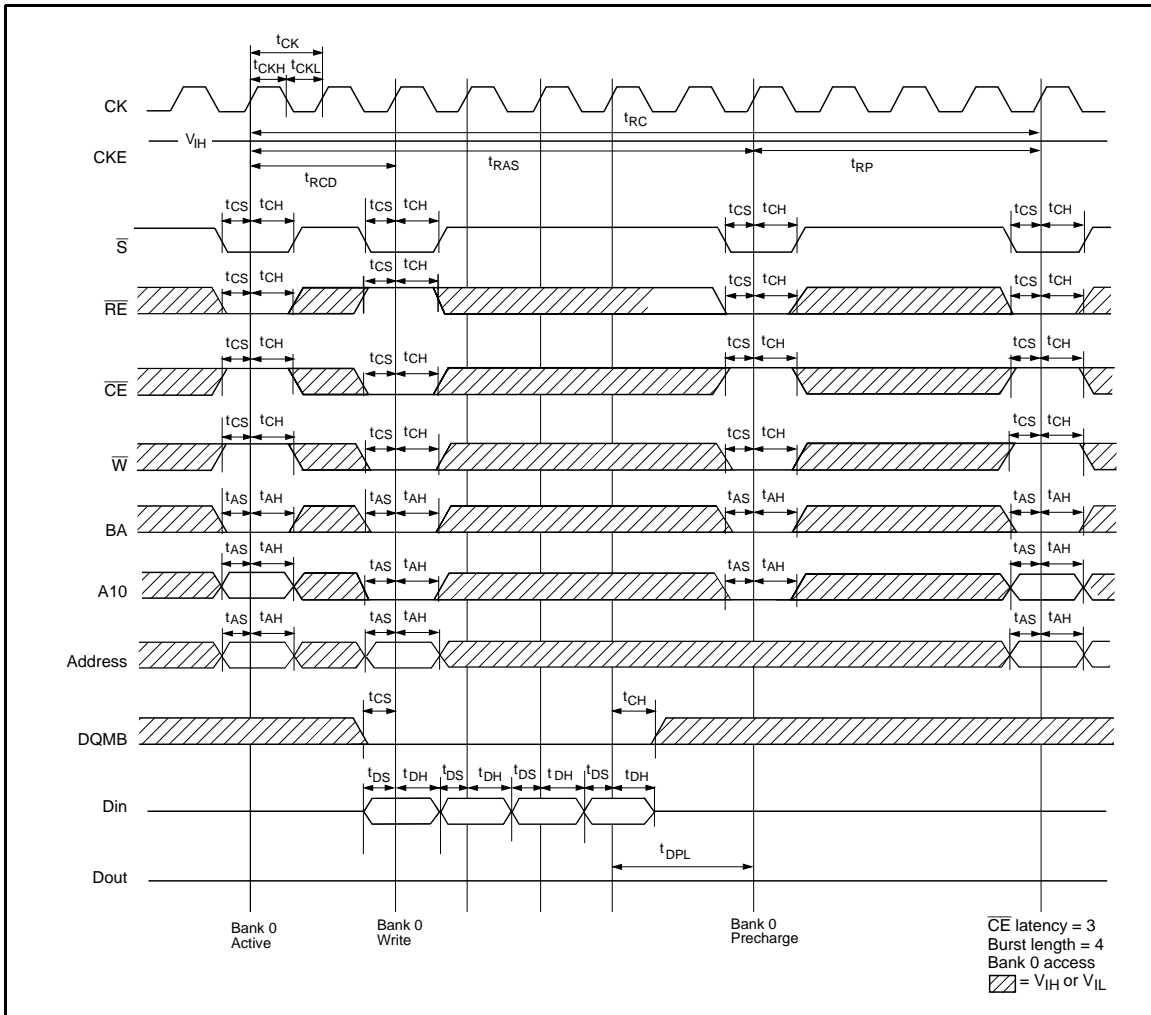 tCK
tCKH tCKL
CK
tRC
VIH
CKE
tRCD tRAS tRP
tCS tCH tCS tCH tCS tCH tCS tCH
S̅
tCS tCH tCS tCH tCS tCH tCS tCH
R̅E̅
tCS tCH tCS tCH tCS tCH tCS tCH
C̅E̅
tCS tCH tCS tCH tCS tCH tCS tCH
W̅
tAS tAH tAS tAH tAS tAH tAS tAH
BA
tAS tAH tAS tAH tAS tAH tAS tAH
A10
tAS tAH tAS tAH tAS tAH
Address
tCS tCH
DQMB
tDS tDH tDS tDH tDS tDH tDS tDH
Din
tDPL
Dout
Bank 0
Active
Bank 0
Write
Bank 0
Precharge
C̅E̅ latency = 3
Burst length = 4
Bank 0 access
= VIH or VIL